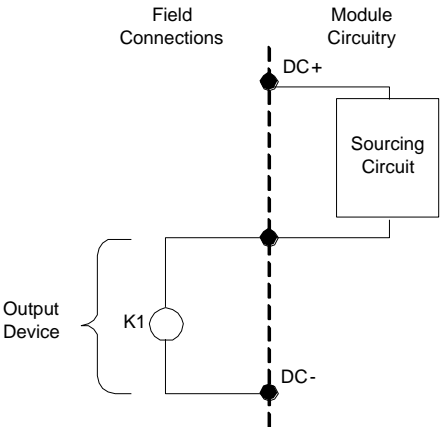 Field
Connections
Module
Circuitry
DC+
Sourcing
Circuit
Output
Device
K1
DC-